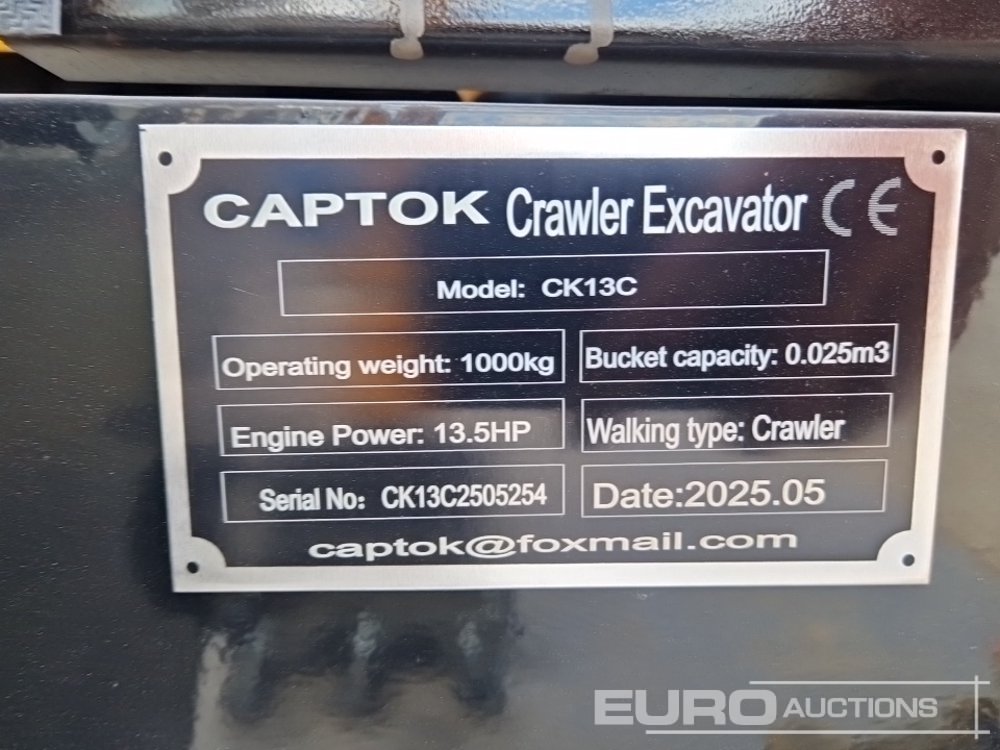 CAPTOK Crawler Excavator CE
Model: CK13C
Operating weight: 1000kg
Bucket capacity: 0.025m3
Engine Power: 13.5HP
Walking type: Crawler
Serial No: CK13C2505254
Date:2025.05
captok@foxmail.com
EURO AUCTIONS